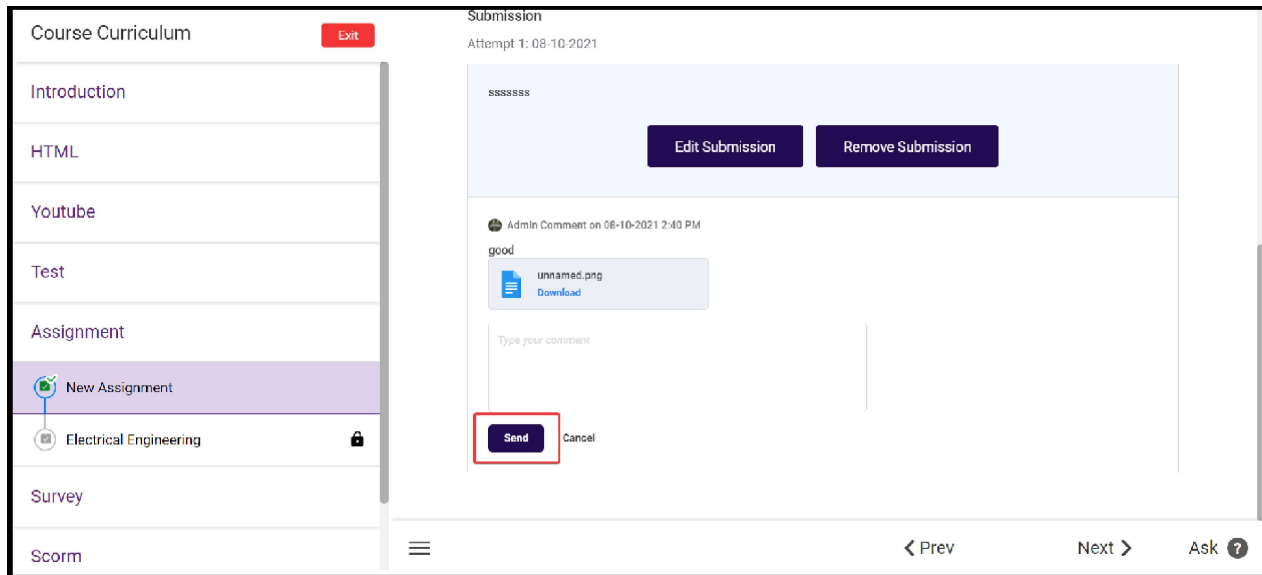 Course Curriculum
Exit
Introduction
HTML
Youtube
Test
Assignment
New Assignment
Electrical Engineering
Survey
Scorm
Submission
Attempt 1: 08-10-2021
sssssss
Edit Submission
Remove Submission
Admin Comment on 08-10-2021 2:40 PM
good
unnamed.png
Download
Type your comment
Send
Cancel
Prev
Next
Ask ?